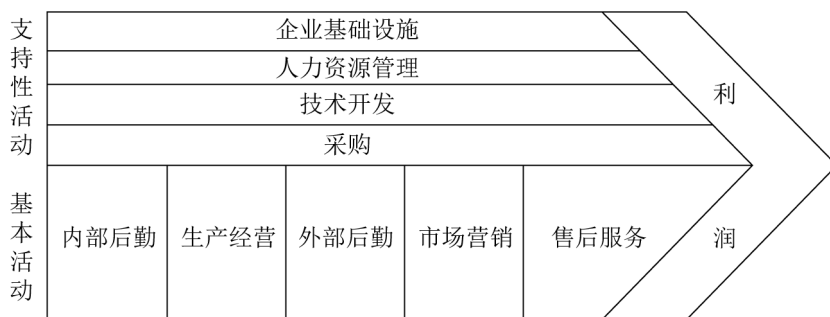 支持性活动
企业基础设施
人力资源管理
技术开发
采购
利润
基本活动
内部后勤
生产经营
外部后勤
市场营销
售后服务